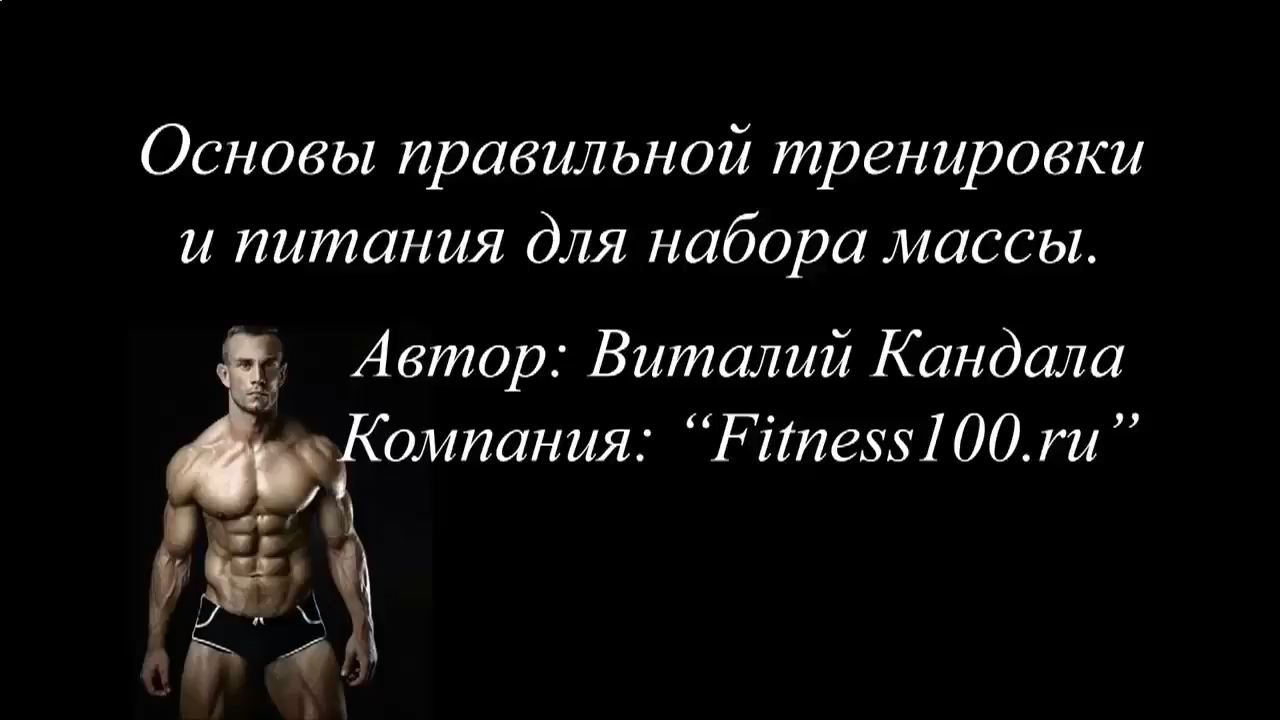 Основы правильной тренировки
и питания для набора массы.
Автор: Виталий Кандала
Компания: “Fitness100.ru”